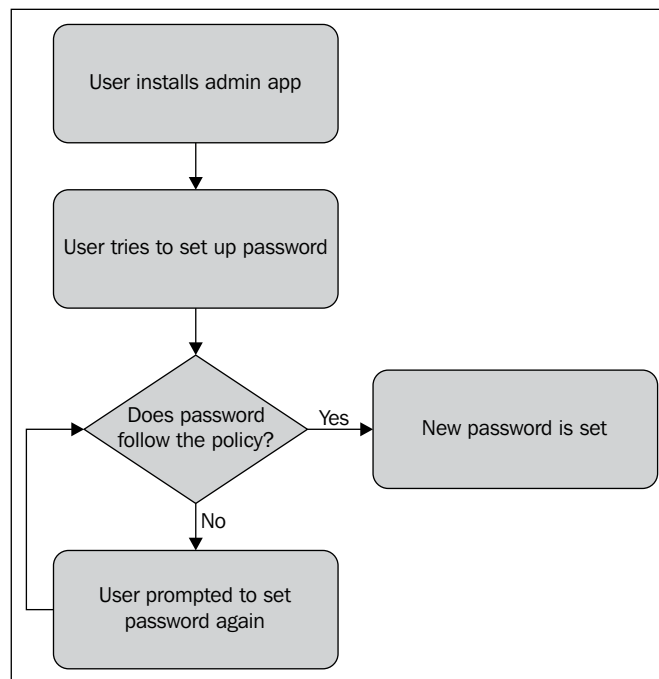 User installs admin app
User tries to set up password
Does password
follow the policy?
Yes
New password is set
No
User prompted to set
password again